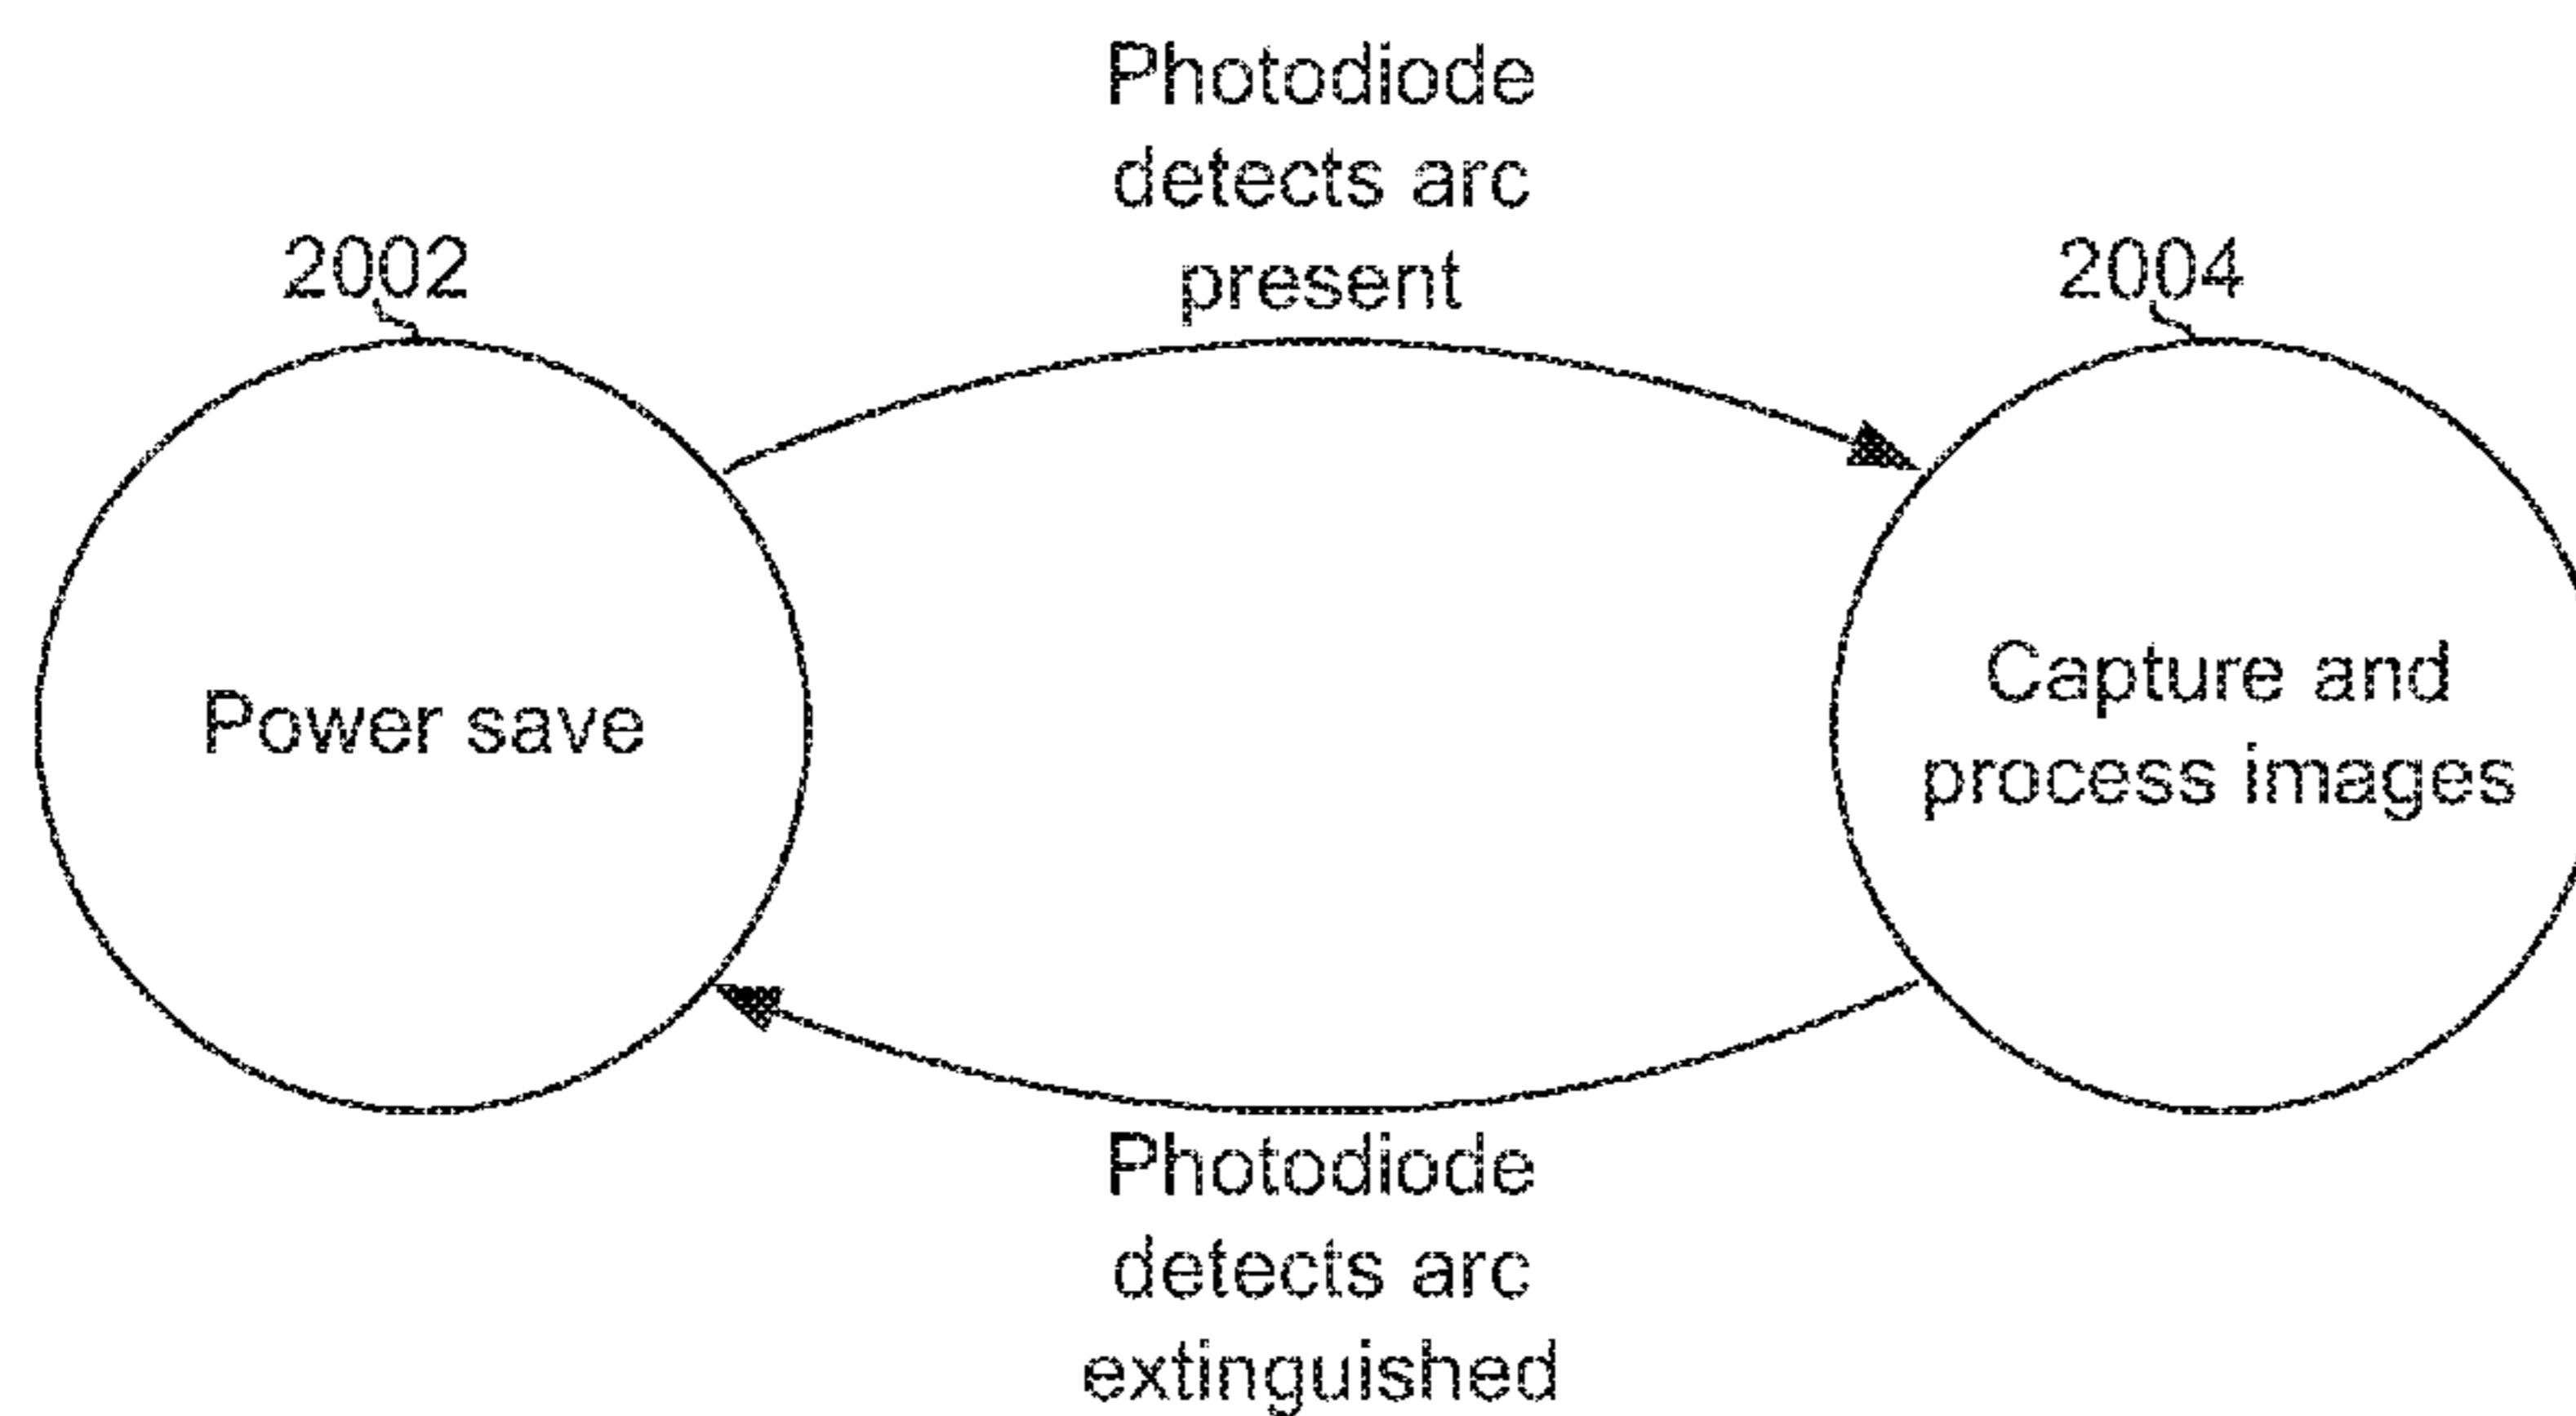 Photodiode
detects arc
present
2002
2004
Power save
Capture and
process images
Photodiode
detects arc
extinguished